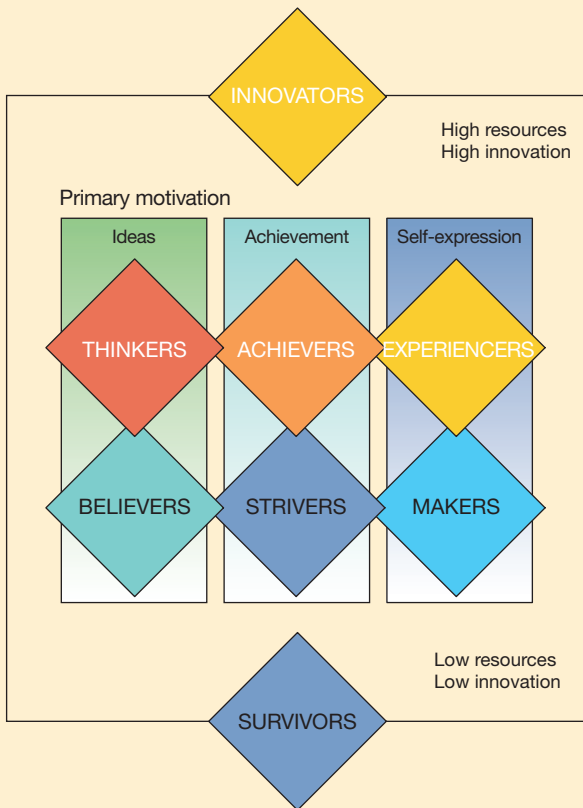 INNOVATORS
High resources
High innovation
Primary motivation
Ideas
Achievement
Self-expression
THINKERS
ACHIEVERS
EXPERIENCERS
BELIEVERS
STRIVERS
MAKERS
Low resources
Low innovation
SURVIVORS